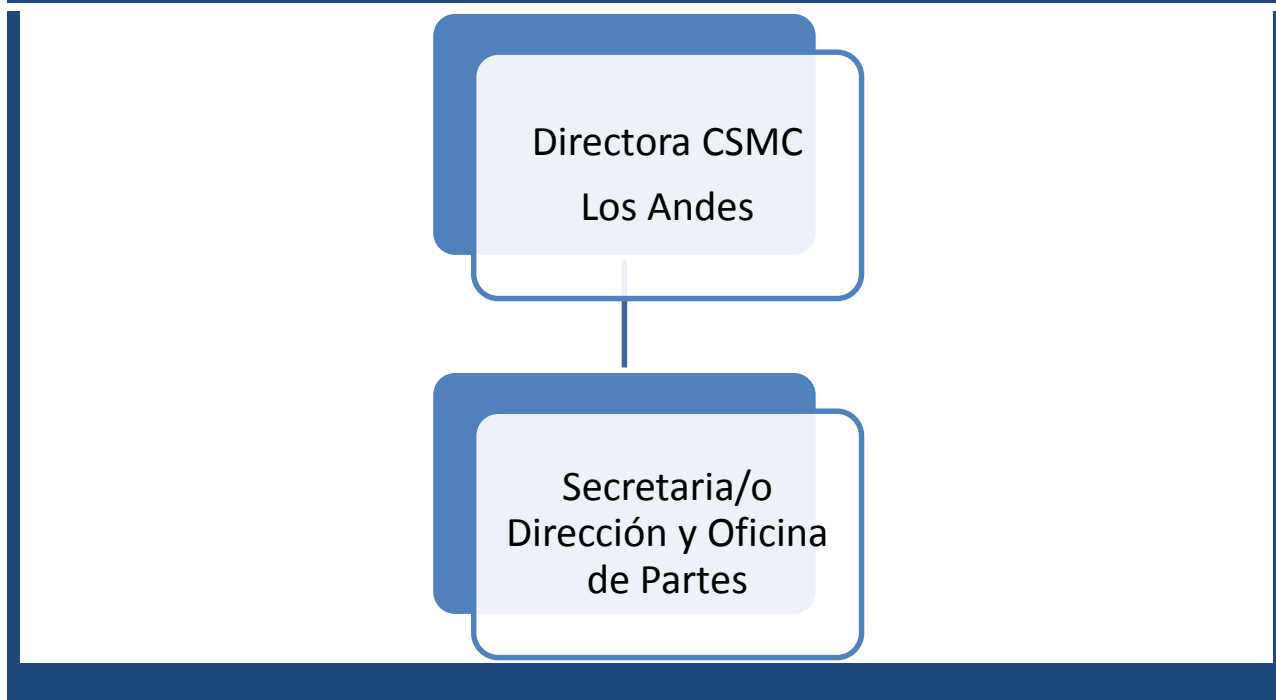 Directora CSMC
Los Andes
Secretaria/o
Dirección y Oficina
de Partes